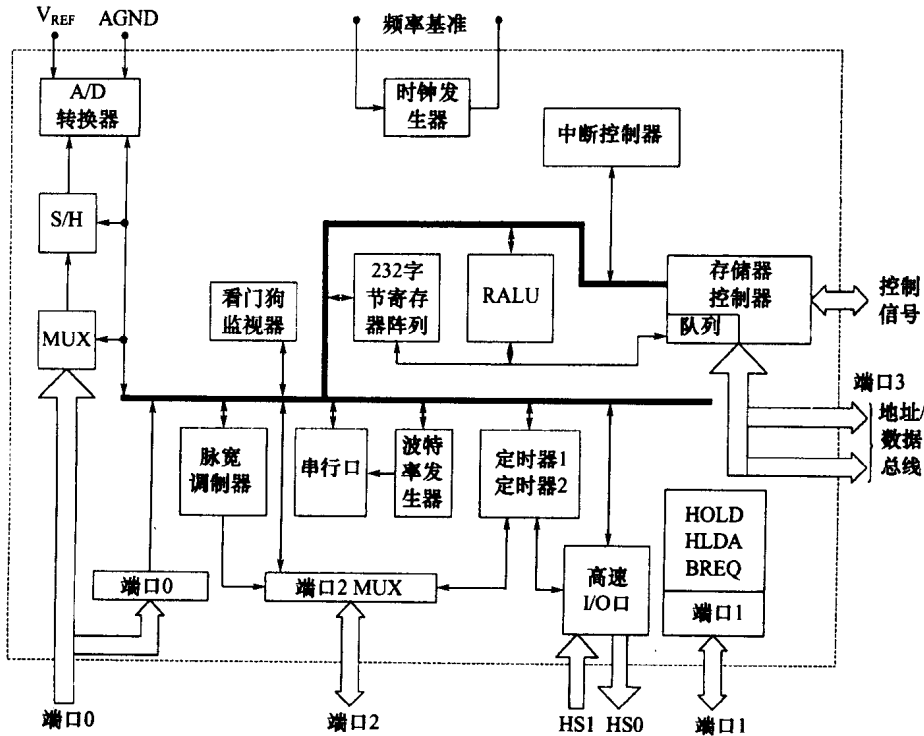 VREF
AGND
频率基准
A/D
转换器
时钟发
生器
中断控制器
S/H
232字
节寄存
器阵列
RALU
存储器
控制器
队列
控制
信号
看门狗
监视器
MUX
端口3
地址/
数据
总线
脉宽
调制器
串行口
波特
率发
生器
定时器1
定时器2
HOLD
HLDA
BREQ
端口0
端口2 MUX
高速
I/O口
端口1
端口0
端口2
HS1
HS0
端口1